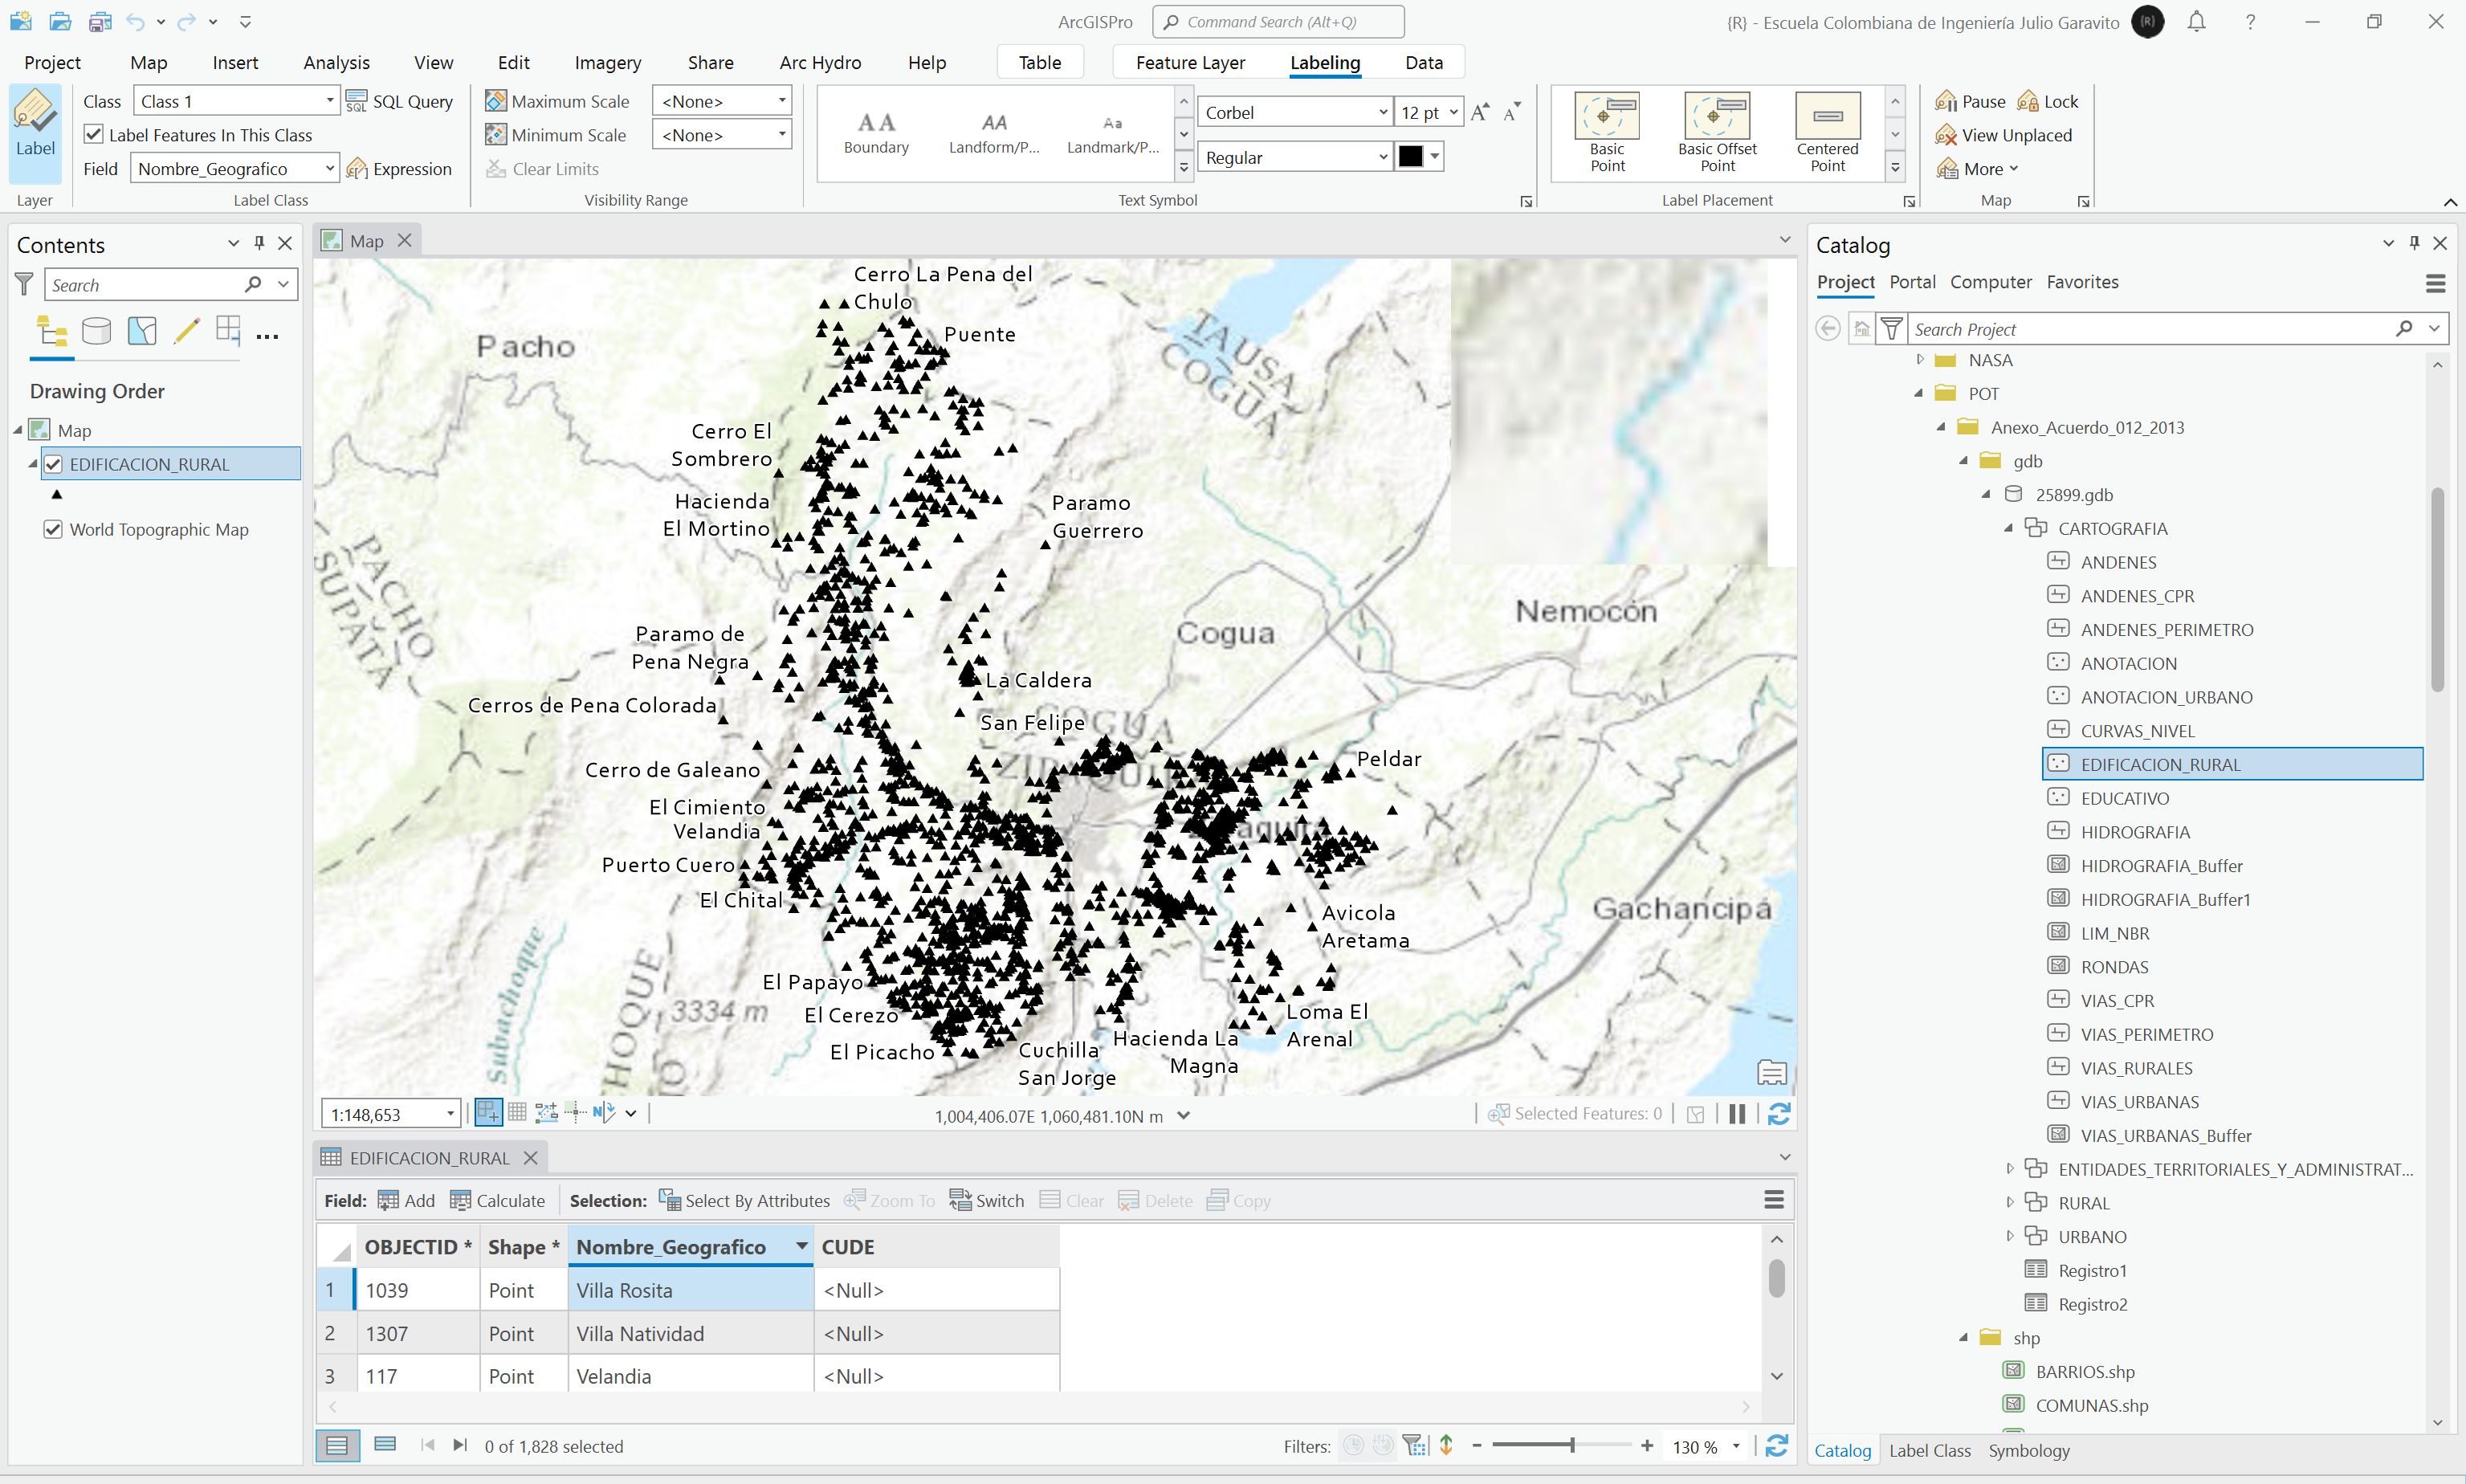 ArcGISPro
Command Search (Alt+Q)
{R} - Escuela Colombiana de Ingeniería Julio Garavito
{R}
Project
Map
Insert
Analysis
View
Edit
Imagery
Share
Arc Hydro
Help
Table
Feature Layer
Labeling
Data
Label
Layer
Class
Class 1
SQL Query
Label Features In This Class
Field
Nombre_Geografico
Expression
Label Class
Maximum Scale
<None>
Minimum Scale
<None>
Clear Limits
Visibility Range
AA
Boundary
AA
Landform/P...
Aa
Landmark/P...
Corbel
12 pt
Regular
Text Symbol
Basic
Point
Basic Offset
Point
Centered
Point
Label Placement
Pause
Lock
View Unplaced
More
Map
Contents
Search
Drawing Order
Map
EDIFICACION_RURAL
World Topographic Map
Map
Cerro La Pena del
Chulo
Puente
Pacho
TAUSA
COGUA
Cerro El
Sombrero
Hacienda
El Mortino
Paramo
Guerrero
PACHO
SUPATÁ
Nemocón
Cogua
Paramo de
Pena Negra
La Caldera
Cerros de Pena Colorada
San Felipe
COGUA
Peldar
Cerro de Galeano
El Cimiento
Velandia
Puerto Cuero
El Chital
Gachancipá
Avicola
Aretama
Subachoque
El Papayo
3334 m
El Cerezo
Loma El
Arenal
El Picacho
Cuchilla
San Jorge
Hacienda La
Magna
1:148,653
1,004,406.07E 1,060,481.10N m
Selected Features: 0
EDIFICACION_RURAL
Field:
Add
Calculate
Selection:
Select By Attributes
Zoom To
Switch
Clear
Delete
Copy
OBJECTID *
Shape *
Nombre_Geografico
CUDE
1
1039
Point
Villa Rosita
<Null>
2
1307
Point
Villa Natividad
<Null>
3
117
Point
Velandia
<Null>
0 of 1,828 selected
Filters:
130 %
Catalog
Project
Portal
Computer
Favorites
Search Project
NASA
POT
Anexo_Acuerdo_012_2013
gdb
25899.gdb
CARTOGRAFIA
ANDENES
ANDENES_CPR
ANDENES_PERIMETRO
ANOTACION
ANOTACION_URBANO
CURVAS_NIVEL
EDIFICACION_RURAL
EDUCATIVO
HIDROGRAFIA
HIDROGRAFIA_Buffer
HIDROGRAFIA_Buffer1
LIM_NBR
RONDAS
VIAS_CPR
VIAS_PERIMETRO
VIAS_RURALES
VIAS_URBANAS
VIAS_URBANAS_Buffer
ENTIDADES_TERRITORIALES_Y_ADMINISTRAT...
RURAL
URBANO
Registro1
Registro2
shp
BARRIOS.shp
COMUNAS.shp
Catalog
Label Class
Symbology